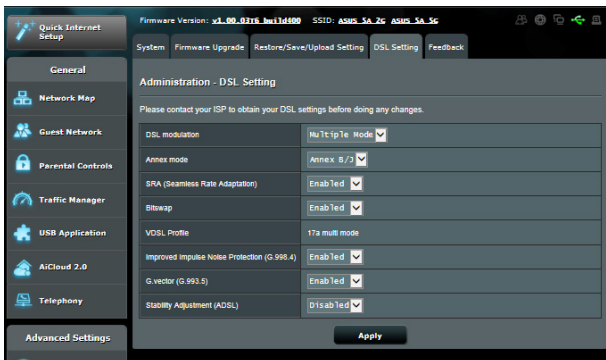 Quick Internet
Setup
Firmware Version: v1.00.03T6 build400 SSID: ASUS_5A_2G ASUS_5A_5G
System
Firmware Upgrade
Restore/Save/Upload Setting
DSL Setting
Feedback
General
Network Map
Guest Network
Parental Controls
Traffic Manager
USB Application
AiCloud 2.0
Telephony
Advanced Settings
Administration - DSL Setting
Please contact your ISP to obtain your DSL settings before doing any changes.
DSL modulation Multiple Mode
Annex mode Annex B/J
SRA (Seamless Rate Adaptation) Enabled
Bitswap Enabled
VDSL Profile 17a multi mode
Improved Impulse Noise Protection (G.998.4) Enabled
G.vector (G.993.5) Enabled
Stability Adjustment (ADSL) Disabled
Apply